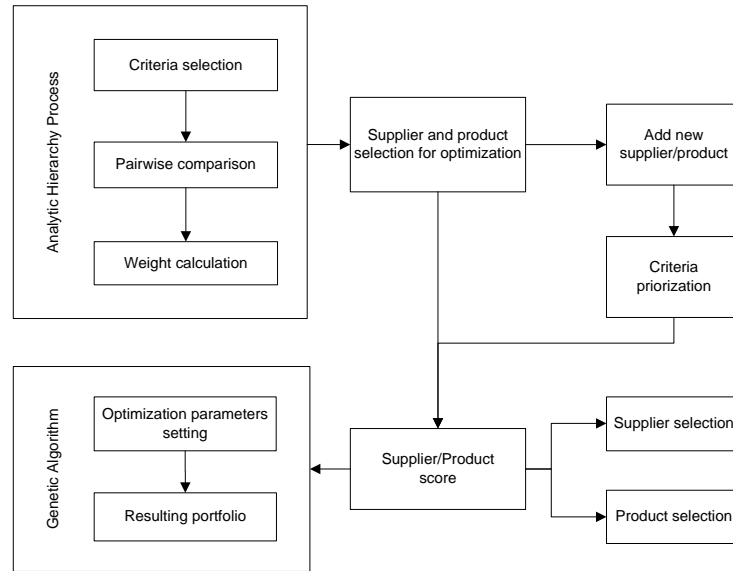 Analytic Hierarchy Process
Criteria selection
Pairwise comparison
Weight calculation
Supplier and product
selection for optimization
Add new
supplier/product
Criteria
priorization
Genetic Algorithm
Optimization parameters
setting
Resulting portfolio
Supplier/Product
score
Supplier selection
Product selection